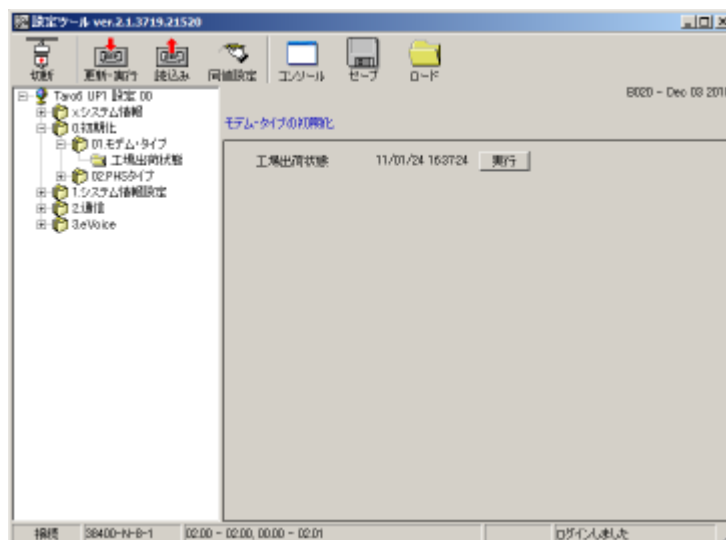 設定ツール ver.2.1.3719.21520
切断 更新・実行 読込み 同値設定 コンソール セーブ ロード
Taro5 UP1 設定 00
x.システム情報
0.初期化
01.モデム・タイプ
工場出荷状態
02.PHSタイプ
1.システム情報設定
2.通信
3.eVoice
B020 - Dec 03 201
モデム・タイプの初期化
工場出荷状態 11/01/24 16:37:24 実行
接続 38400-N-8-1 02:00 - 02:00, 00:00 - 02:01 ログインしました